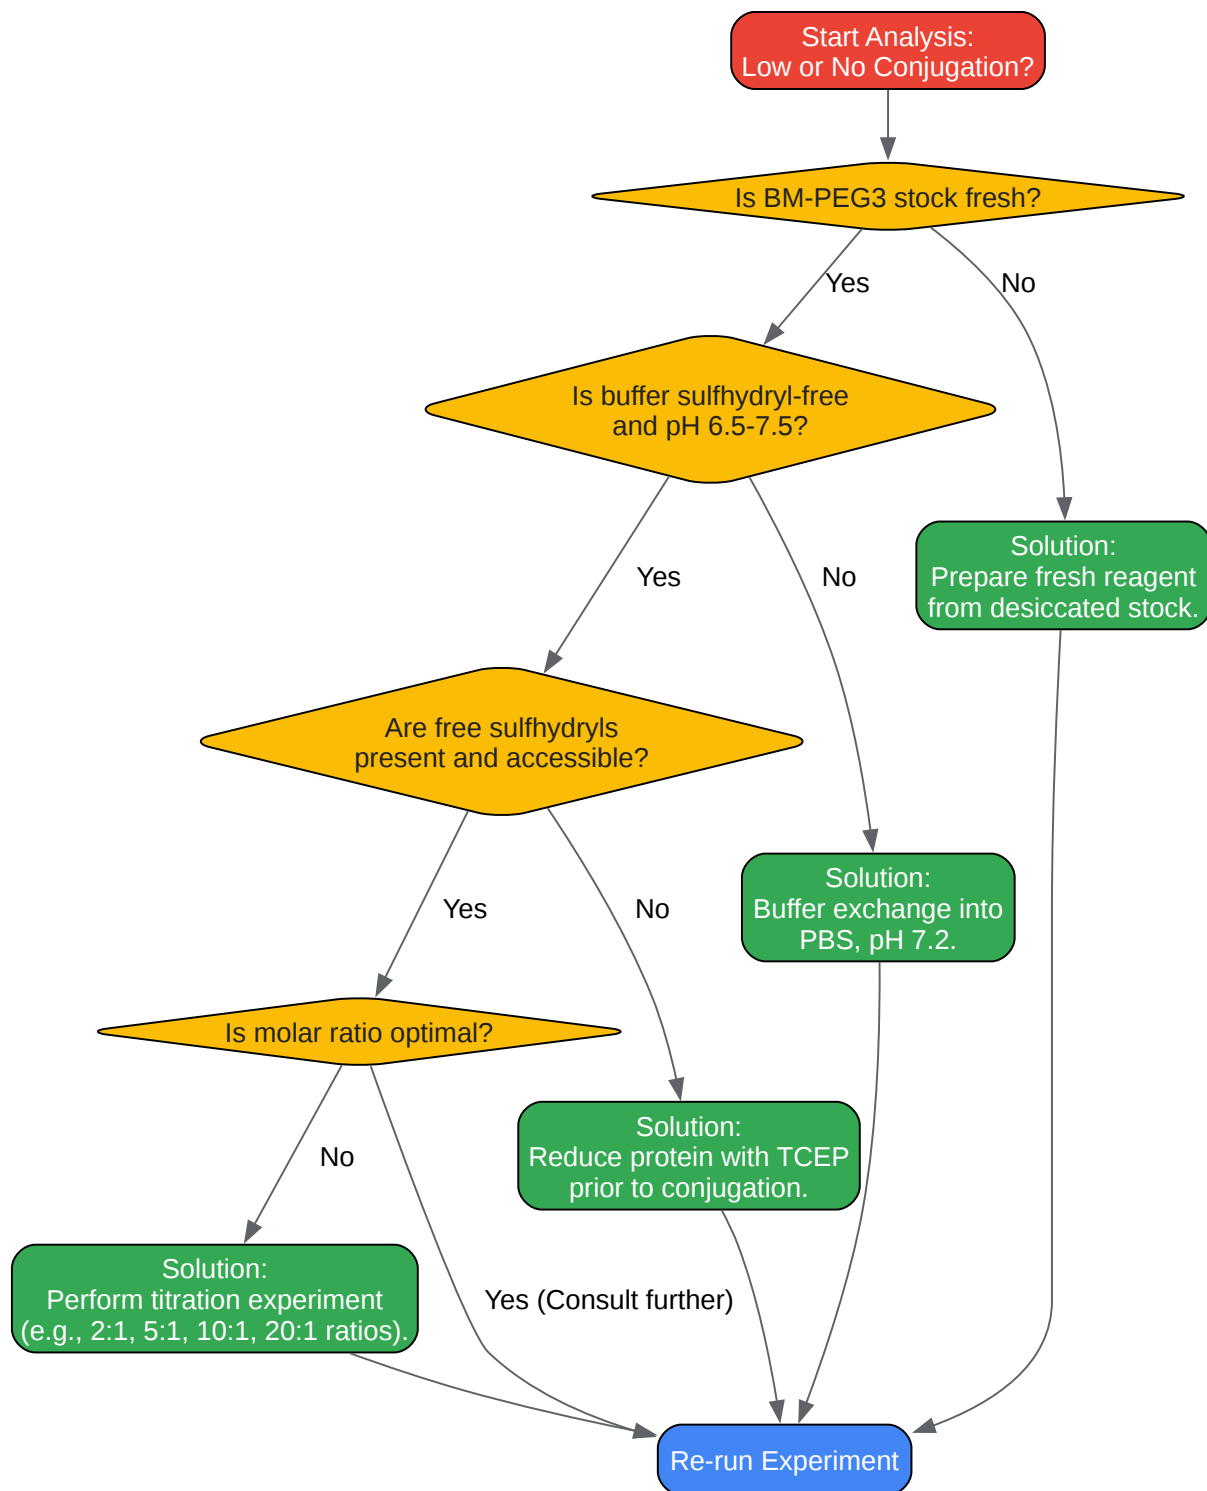 Start Analysis:
Low or No Conjugation?
Is BM-PEG3 stock fresh?
Yes
No
Is buffer sulfhydryl-free
and pH 6.5-7.5?
Yes
No
Solution:
Prepare fresh reagent
from desiccated stock.
Are free sulfhydryls
present and accessible?
Yes
No
Solution:
Buffer exchange into
PBS, pH 7.2.
Is molar ratio optimal?
No
Yes (Consult further)
Solution:
Reduce protein with TCEP
prior to conjugation.
Solution:
Perform titration experiment
(e.g., 2:1, 5:1, 10:1, 20:1 ratios).
Re-run Experiment